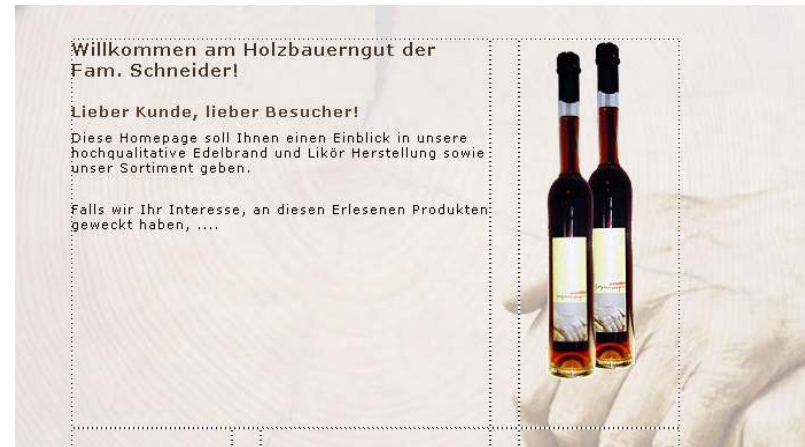 Willkommen am Holzbauerngut der
Fam. Schneider!
Lieber Kunde, lieber Besucher!
Diese Homepage soll Ihnen einen Einblick in unsere
hochqualitative Edelbrand und Likör Herstellung sowie
unser Sortiment geben.
Falls wir Ihr Interesse, an diesen Erlesenen Produkten
geweckt haben, ....